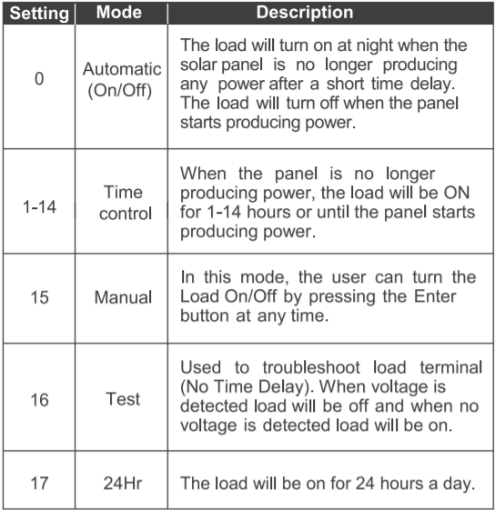 Setting Mode Description
0
Automatic
(On/Off)
The load will turn on at night when the
solar panel is no longer producing
any power after a short time delay.
The load will turn off when the panel
starts producing power.
1-14
Time
control
When the panel is no longer
producing power, the load will be ON
for 1-14 hours or until the panel starts
producing power.
15
Manual
In this mode, the user can turn the
Load On/Off by pressing the Enter
button at any time.
16
Test
Used to troubleshoot load terminal
(No Time Delay). When voltage is
detected load will be off and when no
voltage is detected load will be on.
17
24Hr
The load will be on for 24 hours a day.